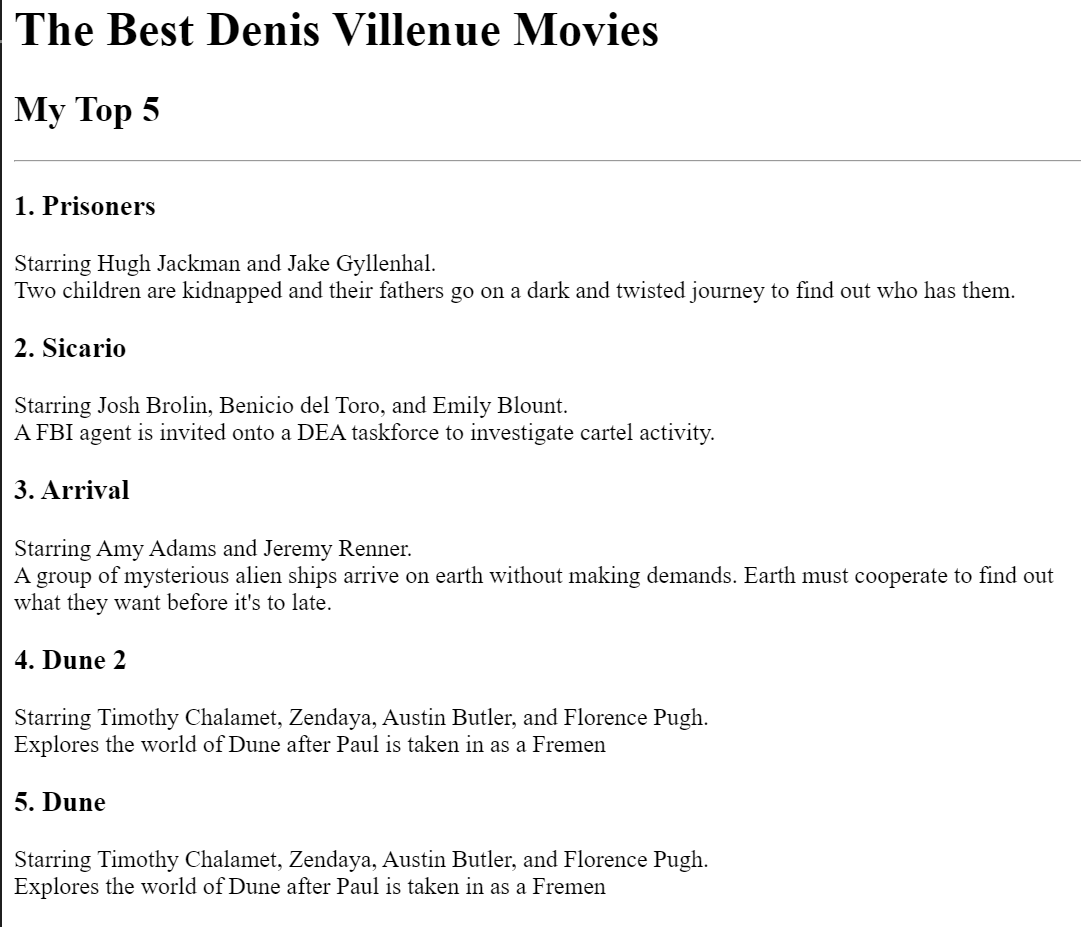 The Best Denis Villenue Movies
My Top 5
1. Prisoners
Starring Hugh Jackman and Jake Gyllenhal.
Two children are kidnapped and their fathers go on a dark and twisted journey to find out who has them.
2. Sicario
Starring Josh Brolin, Benicio del Toro, and Emily Blount.
A FBI agent is invited onto a DEA taskforce to investigate cartel activity.
3. Arrival
Starring Amy Adams and Jeremy Renner.
A group of mysterious alien ships arrive on earth without making demands. Earth must cooperate to find out
what they want before it's to late.
4. Dune 2
Starring Timothy Chalamet, Zendaya, Austin Butler, and Florence Pugh.
Explores the world of Dune after Paul is taken in as a Fremen
5. Dune
Starring Timothy Chalamet, Zendaya, Austin Butler, and Florence Pugh.
Explores the world of Dune after Paul is taken in as a Fremen